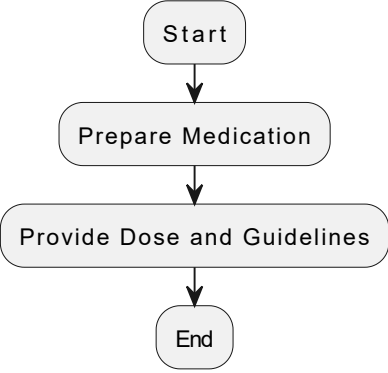 Start
Prepare Medication
Provide Dose and Guidelines
End